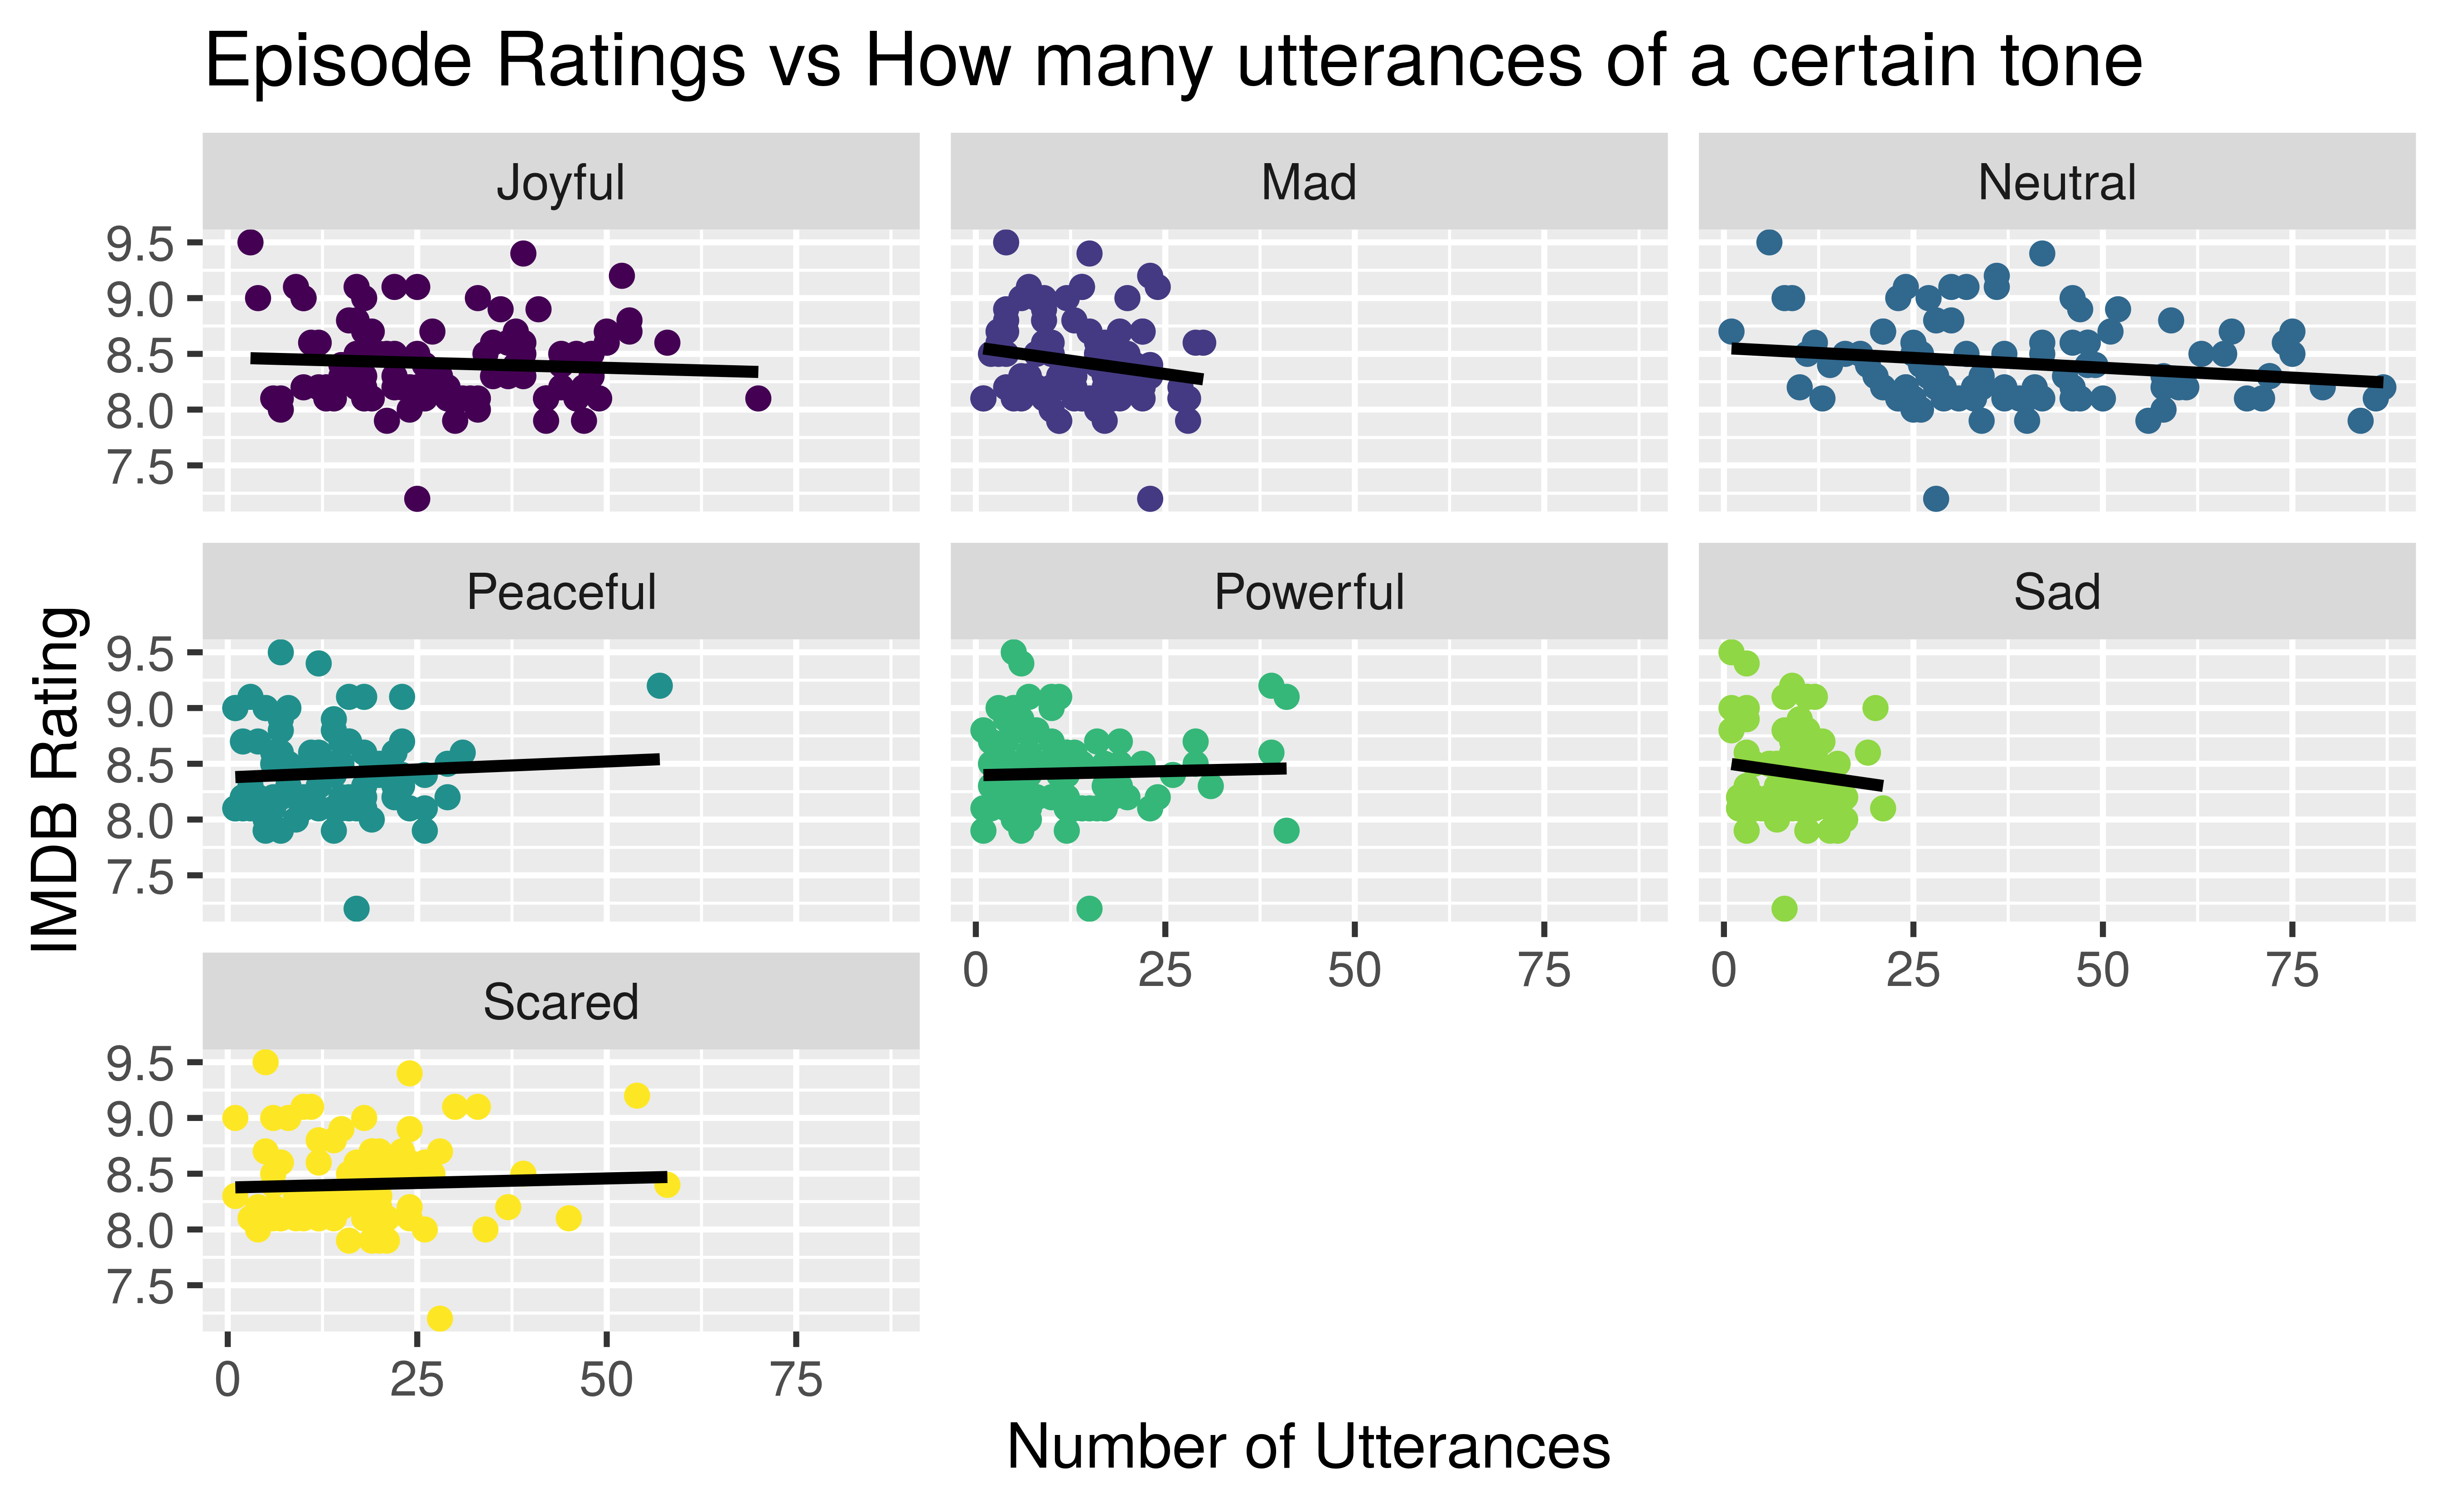 Episode Ratings vs How many utterances of a certain tone
Joyful
Mad
Neutral
9.5
9.0
8.5
8.0
7.5
Peaceful
Powerful
Sad
9.5
9.0
8.5
8.0
7.5
0 25 50 75
0 25 50 75
Scared
9.5
9.0
8.5
8.0
7.5
0 25 50 75
IMDB Rating
Number of Utterances